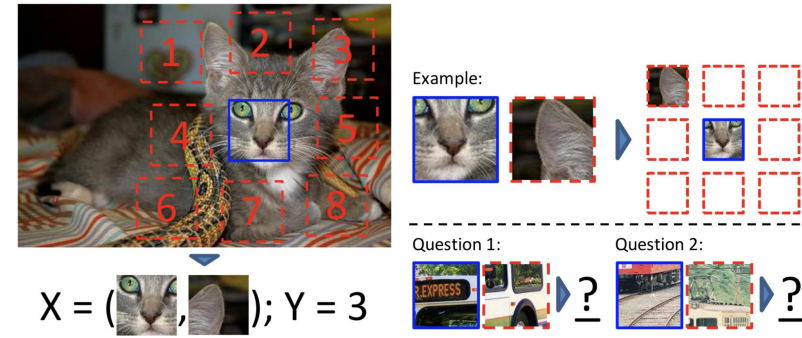 1
2
3
4
5
6
7
8
X = ( , ); Y = 3
Example:
Question 1:
R.EXPRESS
?
Question 2:
?